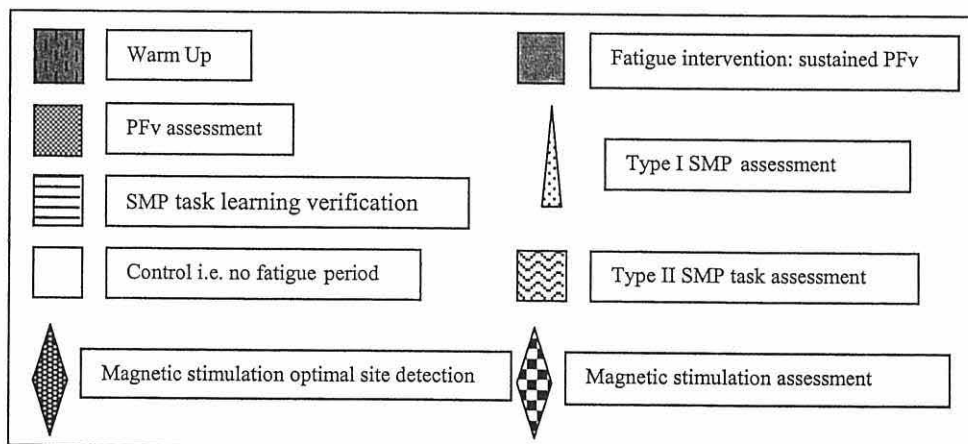 Warm Up
Fatigue intervention: sustained PFv
PFv assessment
Type I SMP assessment
SMP task learning verification
Control i.e. no fatigue period
Type II SMP task assessment
Magnetic stimulation optimal site detection
Magnetic stimulation assessment